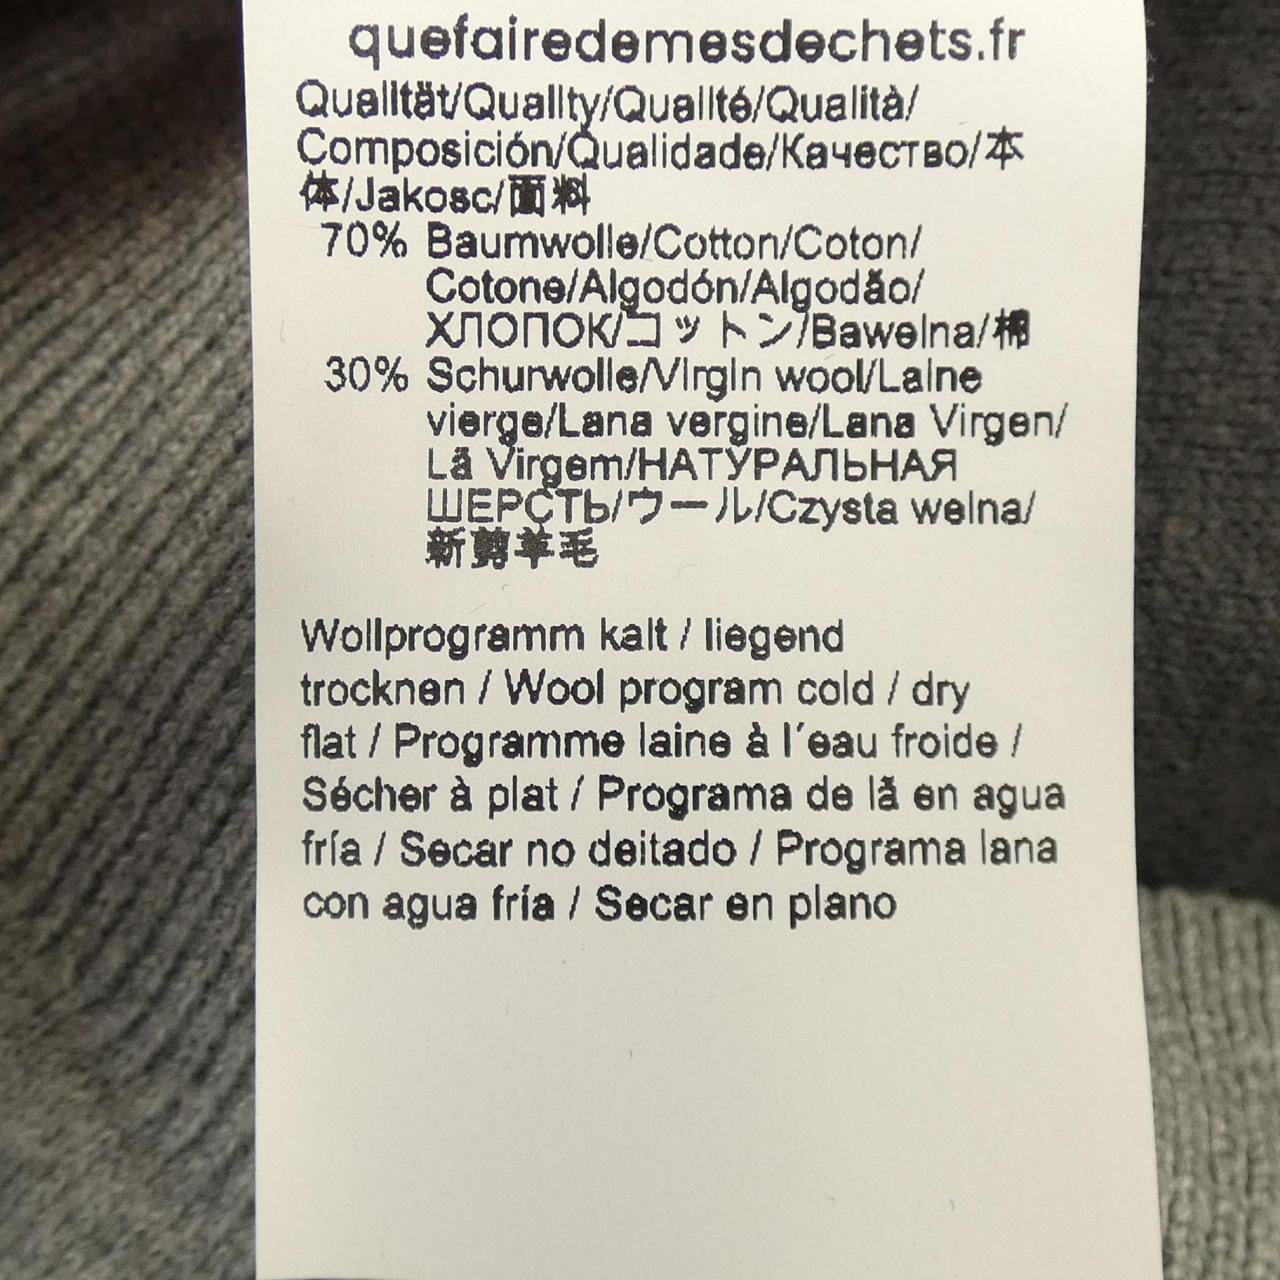 quefairedemesdechets.fr
Qualität/Quality/Qualité/Qualità/
Composición/Qualidade/Качество/本
体/Jakosc/面料
70% Baumwolle/Cotton/Coton/
Cotone/Algodón/Algodão/
ХЛОПОК/コットン/Bawelna/棉
30% Schurwolle/Virgin wool/Laine
vierge/Lana vergine/Lana Virgen/
Lã Virgem/НАТУРАЛЬНАЯ
ШЕРСТЬ/ウール/Czysta welna/
新剪羊毛
Wollprogramm kalt / liegend
trocknen / Wool program cold / dry
flat / Programme laine à l´eau froide /
Sécher à plat / Programa de lã en agua
fría / Secar no deitado / Programa lana
con agua fría / Secar en plano